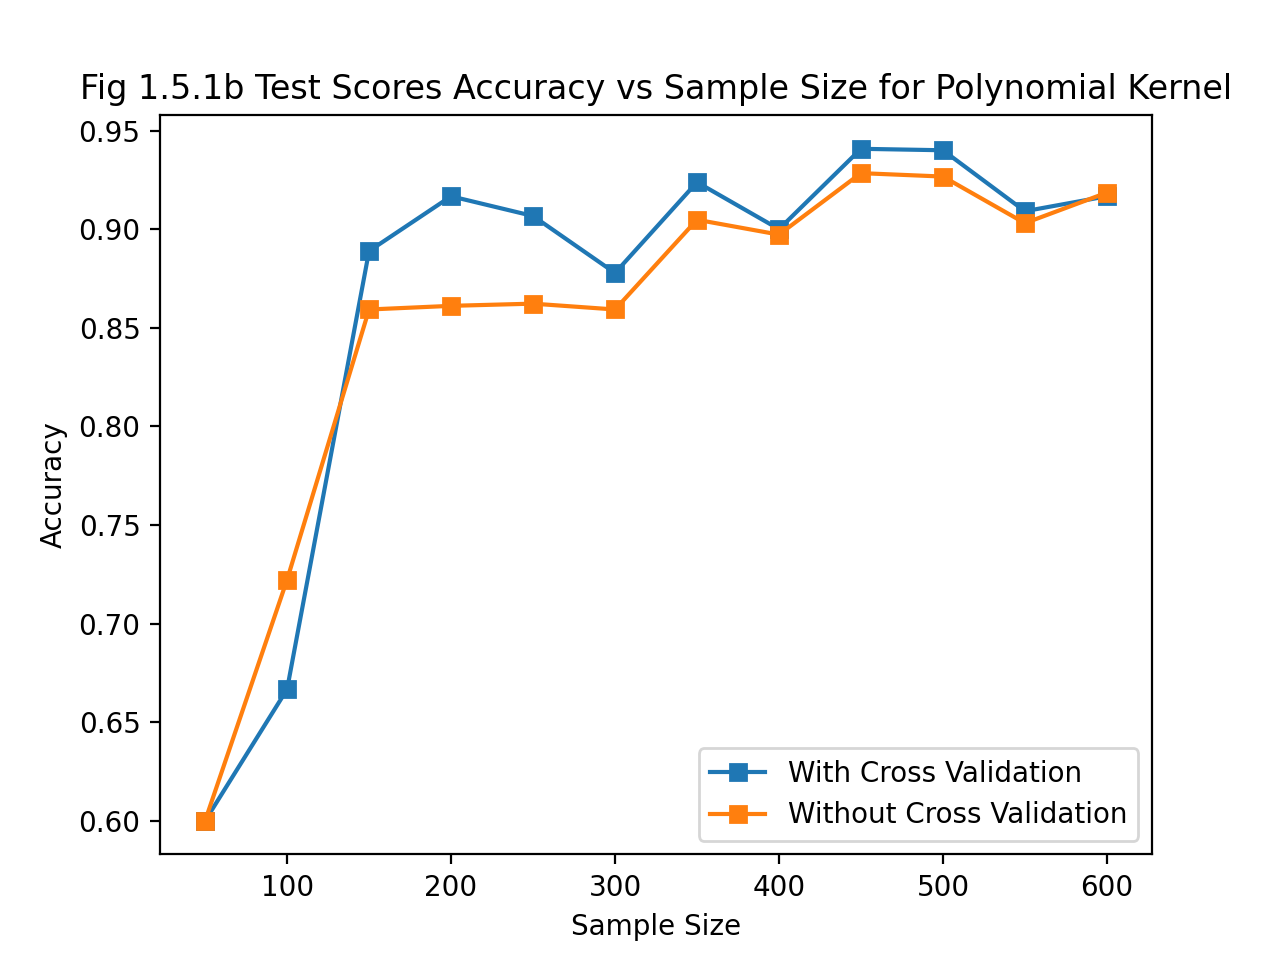 Fig 1.5.1b Test Scores Accuracy vs Sample Size for Polynomial Kernel
0.95
0.90
0.85
0.80
0.75
0.70
0.65
0.60
Accuracy
With Cross Validation
Without Cross Validation
100 200 300 400 500 600
Sample Size